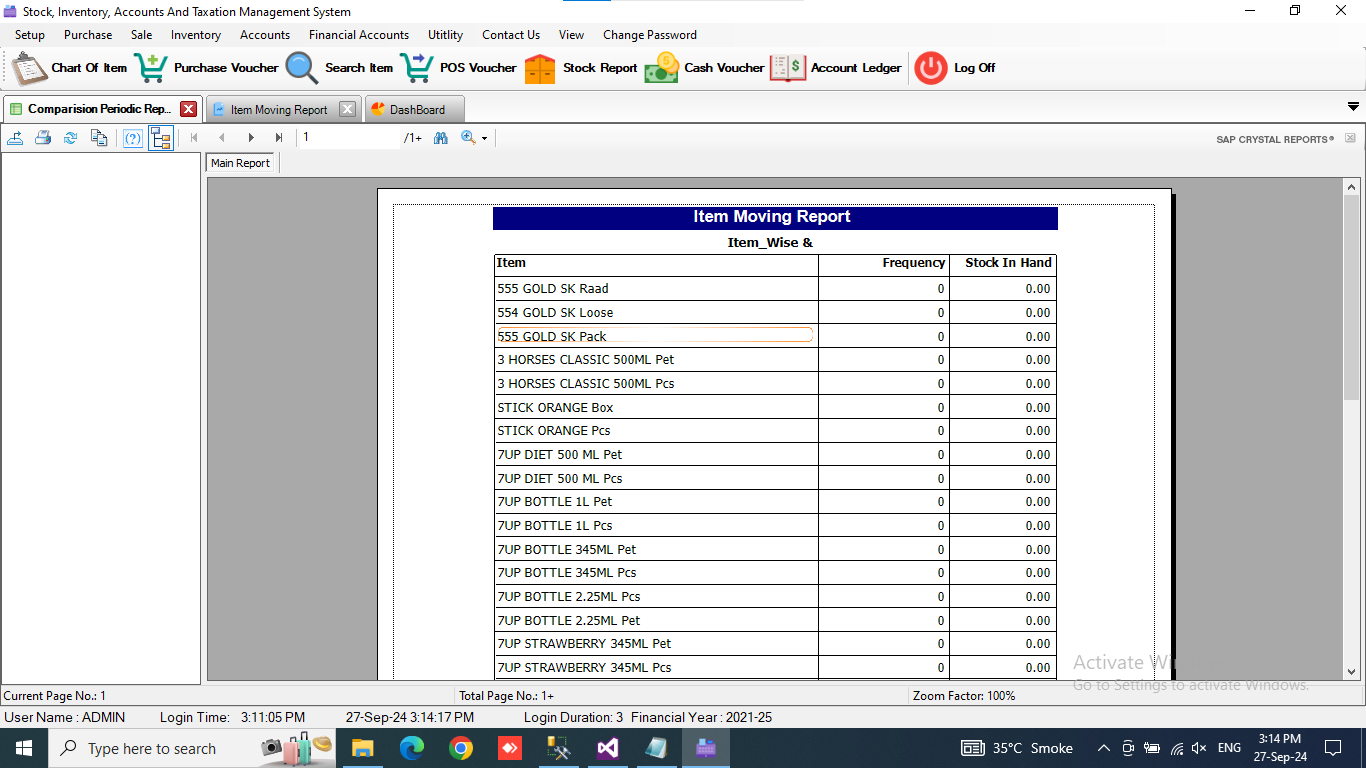 Stock, Inventory, Accounts And Taxation Management System
Setup Purchase Sale Inventory Accounts Financial Accounts Utitlity Contact Us View Change Password
Chart Of Item Purchase Voucher Search Item POS Voucher Stock Report Cash Voucher Account Ledger Log Off
Comparision Periodic Rep... Item Moving Report DashBoard
1 /1+ SAP CRYSTAL REPORTS®
Main Report
Item Moving Report
Item_Wise &
Item Frequency Stock In Hand
555 GOLD SK Raad 0 0.00
554 GOLD SK Loose 0 0.00
555 GOLD SK Pack 0 0.00
3 HORSES CLASSIC 500ML Pet 0 0.00
3 HORSES CLASSIC 500ML Pcs 0 0.00
STICK ORANGE Box 0 0.00
STICK ORANGE Pcs 0 0.00
7UP DIET 500 ML Pet 0 0.00
7UP DIET 500 ML Pcs 0 0.00
7UP BOTTLE 1L Pet 0 0.00
7UP BOTTLE 1L Pcs 0 0.00
7UP BOTTLE 345ML Pet 0 0.00
7UP BOTTLE 345ML Pcs 0 0.00
7UP BOTTLE 2.25ML Pcs 0 0.00
7UP BOTTLE 2.25ML Pet 0 0.00
7UP STRAWBERRY 345ML Pet 0 0.00
7UP STRAWBERRY 345ML Pcs 0 0.00
Activate Wi
Go to Settings to activate Windows.
Current Page No.: 1 Total Page No.: 1+ Zoom Factor: 100%
User Name : ADMIN Login Time: 3:11:05 PM 27-Sep-24 3:14:17 PM Login Duration: 3 Financial Year : 2021-25
Type here to search 35°C Smoke ENG 3:14 PM
27-Sep-24